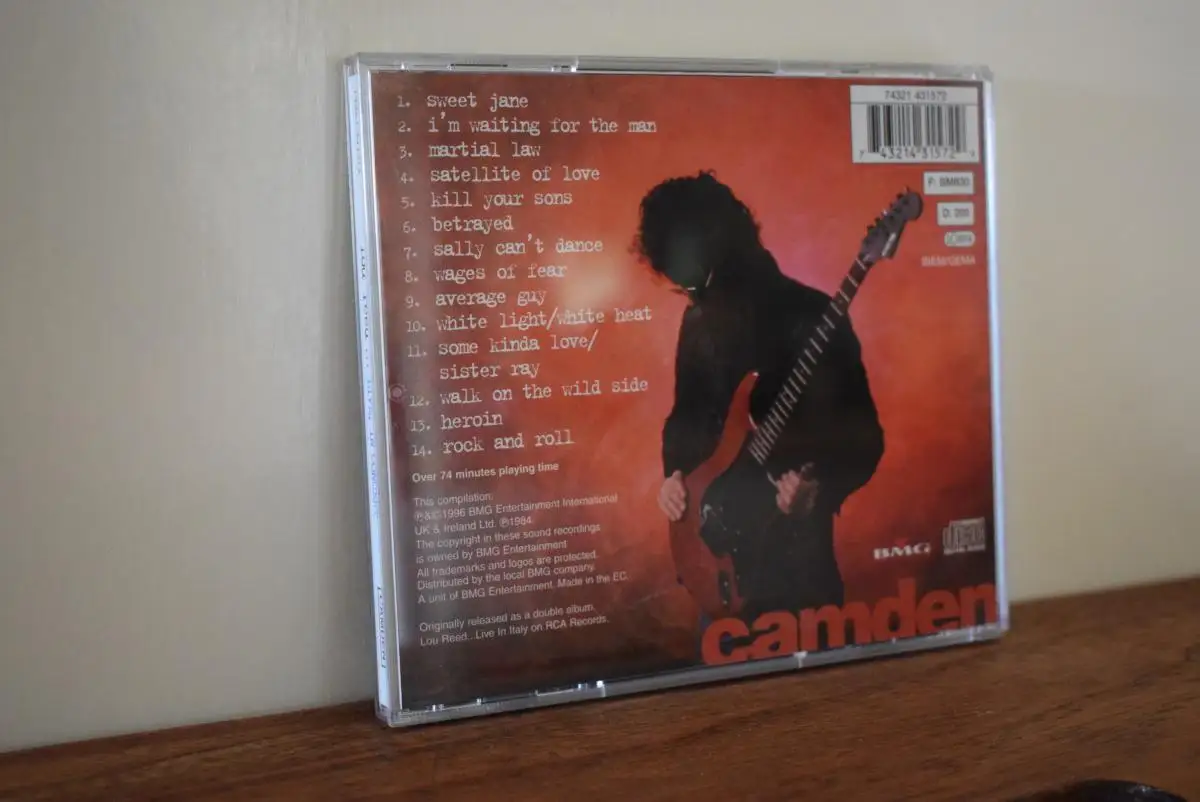 1. sweet jane
2. i'm waiting for the man
3. martial law
4. satellite of love
5. kill your sons
6. betrayed
7. sally can't dance
8. wages of fear
9. average guy
10. white light/white heat
11. some kinda love/
sister ray
12. walk on the wild side
13. heroin
14. rock and roll
Over 74 minutes playing time
This compilation:
℗&© 1996 BMG Entertainment International
UK & Ireland Ltd. ℗1984.
The copyright in these sound recordings
is owned by BMG Entertainment
All trademarks and logos are protected.
Distributed by the local BMG company.
A unit of BMG Entertainment. Made in the EC.
Originally released as a double album,
Lou Reed...Live In Italy on RCA Records.
74321 431572
7 43214 31572
BIEM/GEMA
BMG
camden